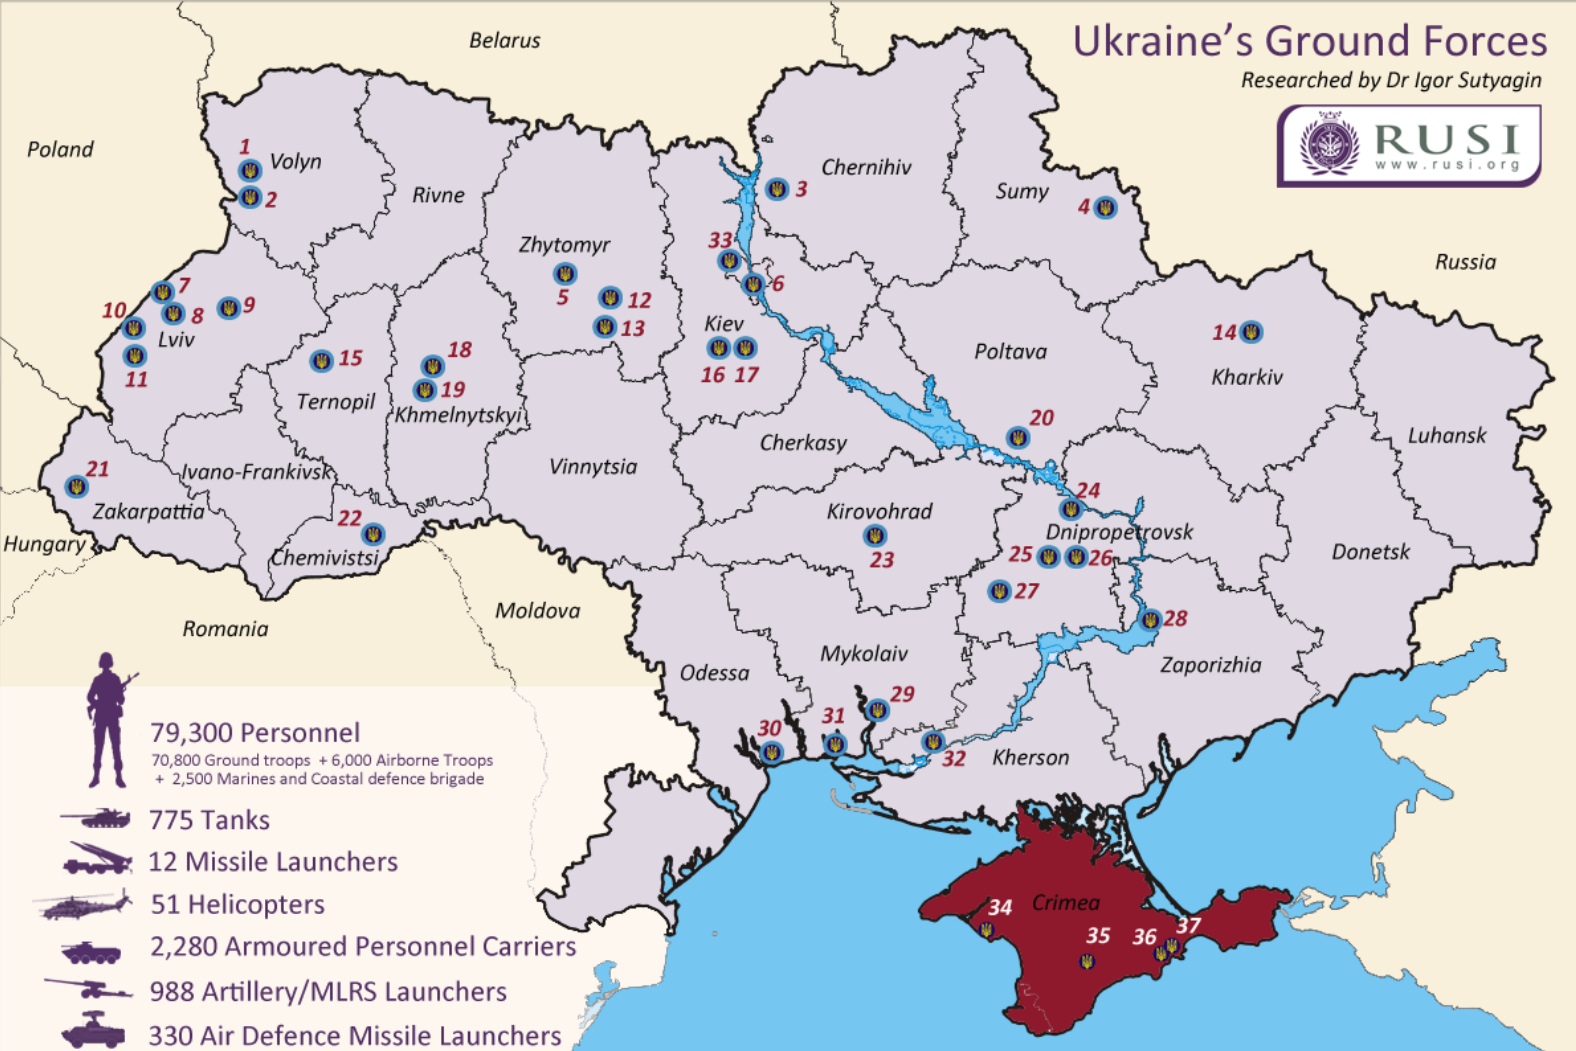 Ukraine's Ground Forces
Researched by Dr Igor Sutyagin
RUSI
www.rusi.org
Belarus
Poland
Russia
Hungary
Romania
Moldova
1
Volyn
2
Rivne
Chernihiv
3
Sumy
4
Zhytomyr
5
33
6
7
8
9
10
Lviv
11
12
13
Kiev
16 17
14
Kharkiv
Poltava
15
Ternopil
18
19
Khmelnytskyi
20
Luhansk
Cherkasy
Vinnytsia
Ivano-Frankivsk
21
Zakarpattia
22
Chemivistsi
Kirovohrad
23
24
Dnipropetrovsk
25
26
27
Donetsk
28
Zaporizhia
Mykolaiv
Odessa
29
30
31
32
Kherson
Crimea
34
35
36
37
79,300 Personnel
70,800 Ground troops + 6,000 Airborne Troops
+ 2,500 Marines and Coastal defence brigade
775 Tanks
12 Missile Launchers
51 Helicopters
2,280 Armoured Personnel Carriers
988 Artillery/MLRS Launchers
330 Air Defence Missile Launchers